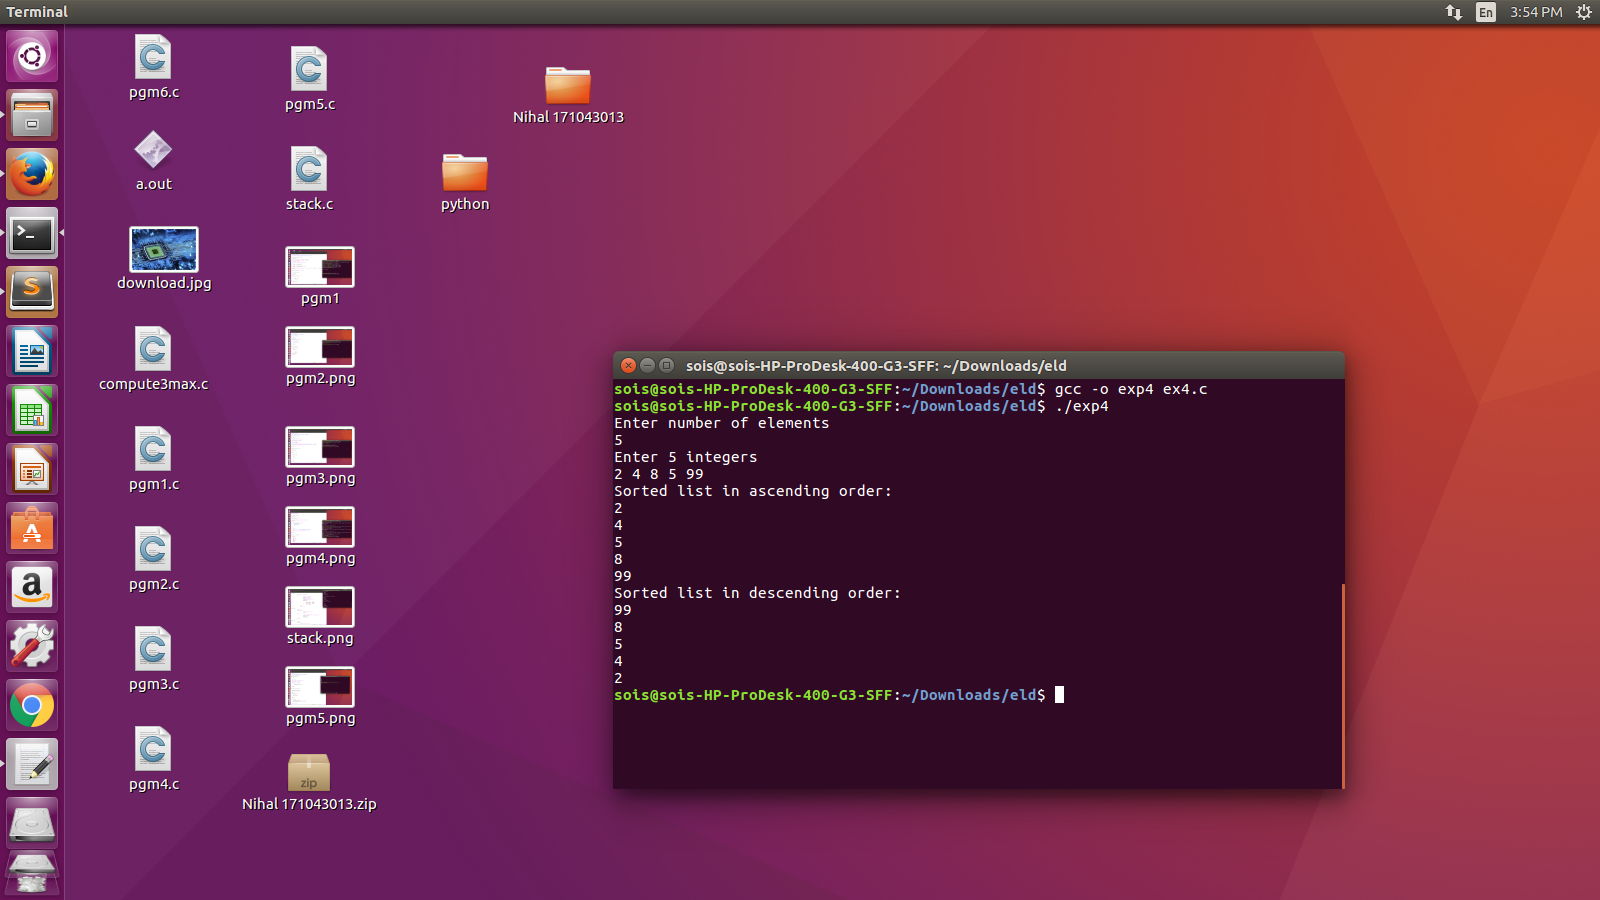 Terminal
En
3:54 PM
pgm6.c
a.out
download.jpg
compute3max.c
pgm1.c
pgm2.c
pgm3.c
pgm4.c
pgm5.c
stack.c
pgm1
pgm2.png
pgm3.png
pgm4.png
stack.png
pgm5.png
zip
Nihal 171043013.zip
python
Nihal 171043013
sois@sois-HP-ProDesk-400-G3-SFF: ~/Downloads/eld
sois@sois-HP-ProDesk-400-G3-SFF:~/Downloads/eld$ gcc -o exp4 ex4.c
sois@sois-HP-ProDesk-400-G3-SFF:~/Downloads/eld$ ./exp4
Enter number of elements
5
Enter 5 integers
2 4 8 5 99
Sorted list in ascending order:
2
4
5
8
99
Sorted list in descending order:
99
8
5
4
2
sois@sois-HP-ProDesk-400-G3-SFF:~/Downloads/eld$